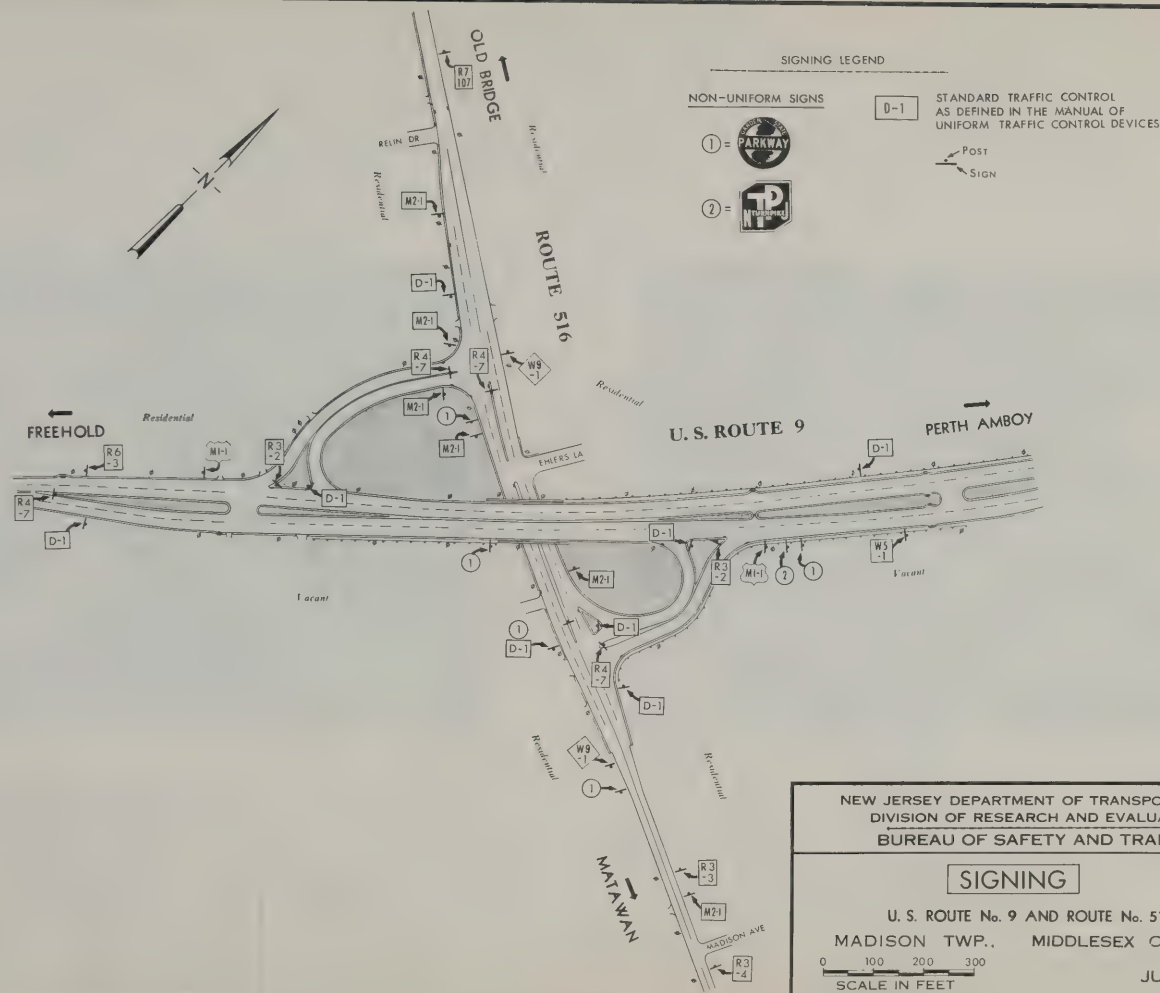 SIGNING LEGEND
NON-UNIFORM SIGNS
① =
PARKWAY
② =
TP
TURNPIKE
NJ
D-1
STANDARD TRAFFIC CONTROL
AS DEFINED IN THE MANUAL OF
UNIFORM TRAFFIC CONTROL DEVICES
POST
SIGN
N
OLD BRIDGE
R7
107
RELIN DR
Residential
Residential
M2-1
ROUTE 516
D-1
M2-1
R4
-7
R4
-7
W9
-1
M2-1
①
M2-1
Residential
U. S. ROUTE 9
PERTH AMBOY
FREEHOLD
Residential
R6
-3
M1-1
R3
-2
EHLERS LA
D-1
D-1
R4
-7
D-1
①
D-1
R3
-2
M1-1
②
①
W5
-1
Vacant
Vacant
M2-1
①
D-1
D-1
R4
-7
D-1
Residential
Residential
W9
-1
①
MATAWAN
R3
-3
M2-1
MADISON AVE
R3
-4
NEW JERSEY DEPARTMENT OF TRANSPO
DIVISION OF RESEARCH AND EVALUA
BUREAU OF SAFETY AND TRA
SIGNING
U. S. ROUTE No. 9 AND ROUTE No. 51
MADISON TWP., MIDDLESEX C
0 100 200 300
SCALE IN FEET
JU